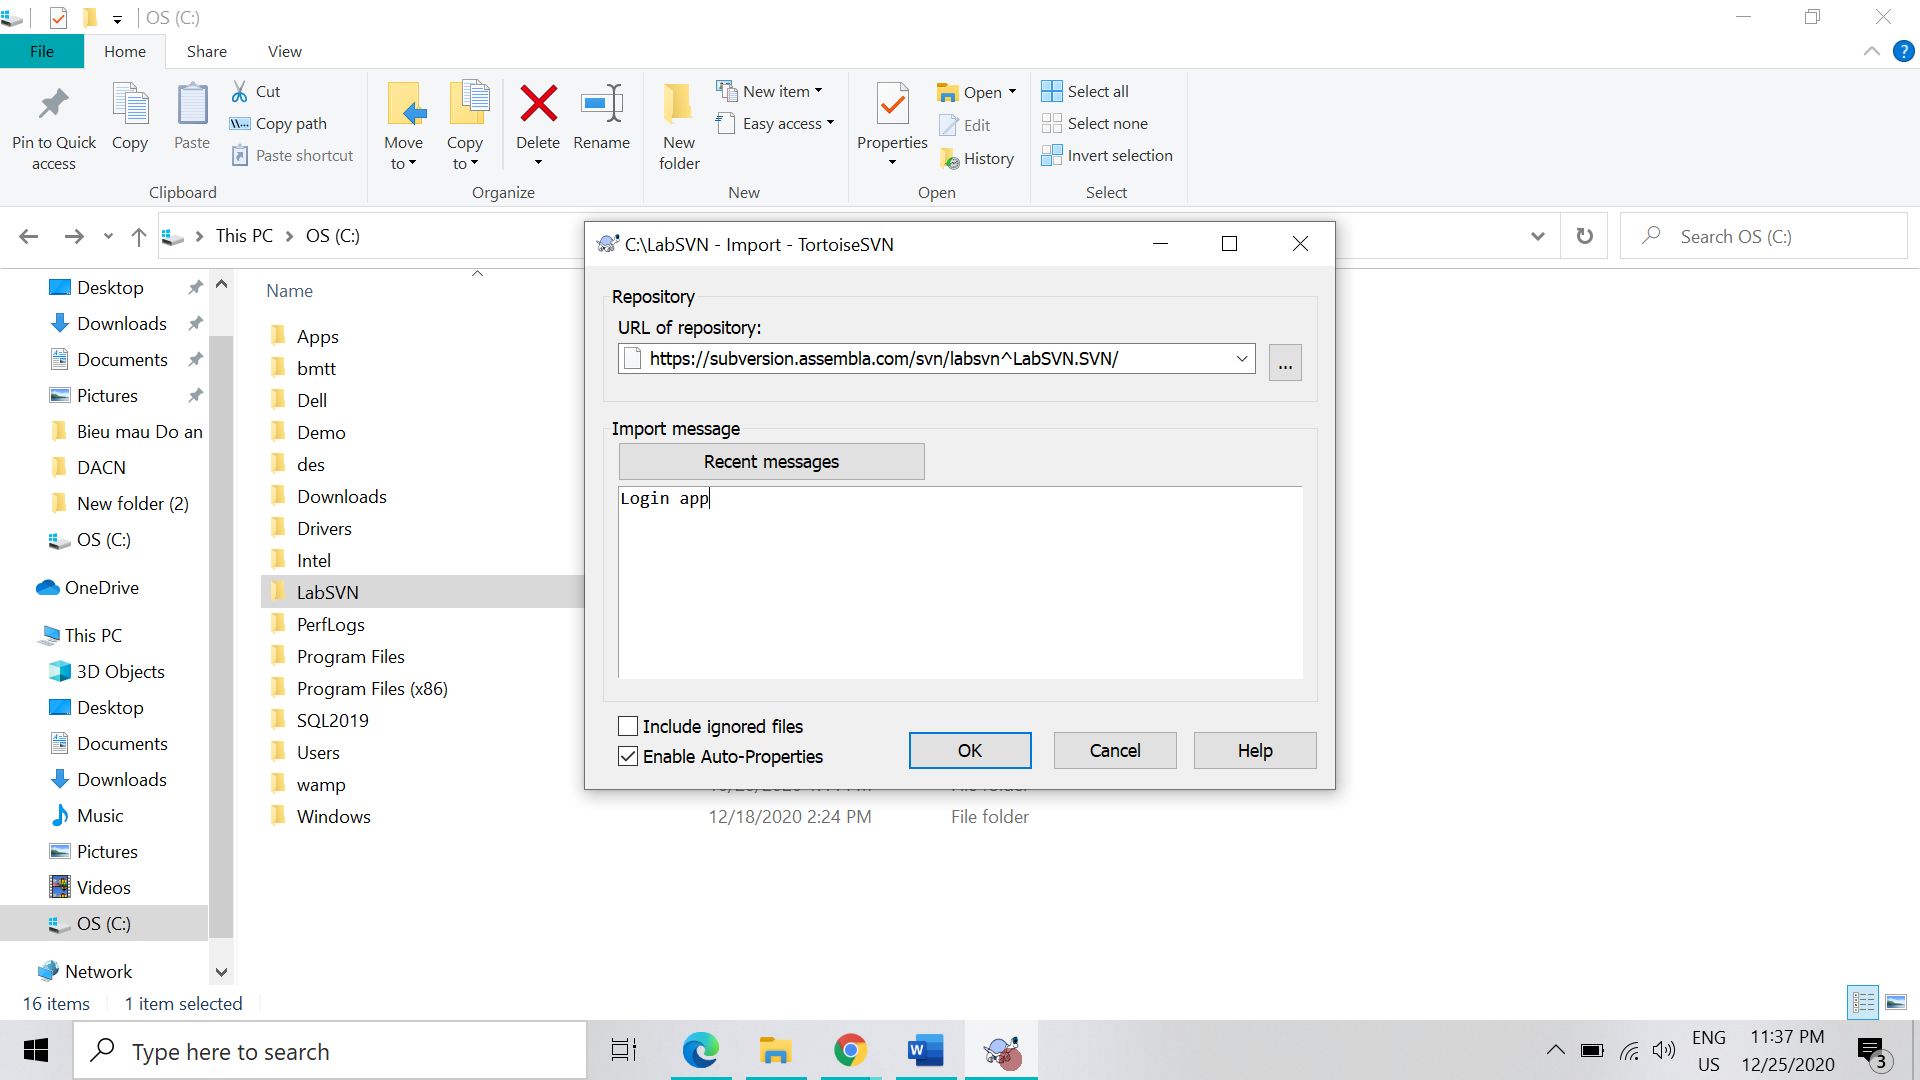 OS (C:)
File Home Share View
Pin to Quick access
Copy
Paste
Cut
Copy path
Paste shortcut
Clipboard
Move to
Copy to
Delete
Rename
Organize
New folder
New item
Easy access
New
Properties
Open
Edit
History
Open
Select all
Select none
Invert selection
Select
This PC OS (C:)
Search OS (C:)
Desktop
Downloads
Documents
Pictures
Bieu mau Do an
DACN
New folder (2)
OS (C:)
OneDrive
This PC
3D Objects
Desktop
Documents
Downloads
Music
Pictures
Videos
OS (C:)
Network
Name
Apps
bmtt
Dell
Demo
des
Downloads
Drivers
Intel
LabSVN
PerfLogs
Program Files
Program Files (x86)
SQL2019
Users
wamp
Windows 12/18/2020 2:24 PM File folder
C:\LabSVN - Import - TortoiseSVN
Repository
URL of repository:
https://subversion.assembla.com/svn/labsvn^LabSVN.SVN/
...
Import message
Recent messages
Login app
Include ignored files
Enable Auto-Properties
OK Cancel Help
16 items 1 item selected
Type here to search
ENG
US
11:37 PM
12/25/2020
3